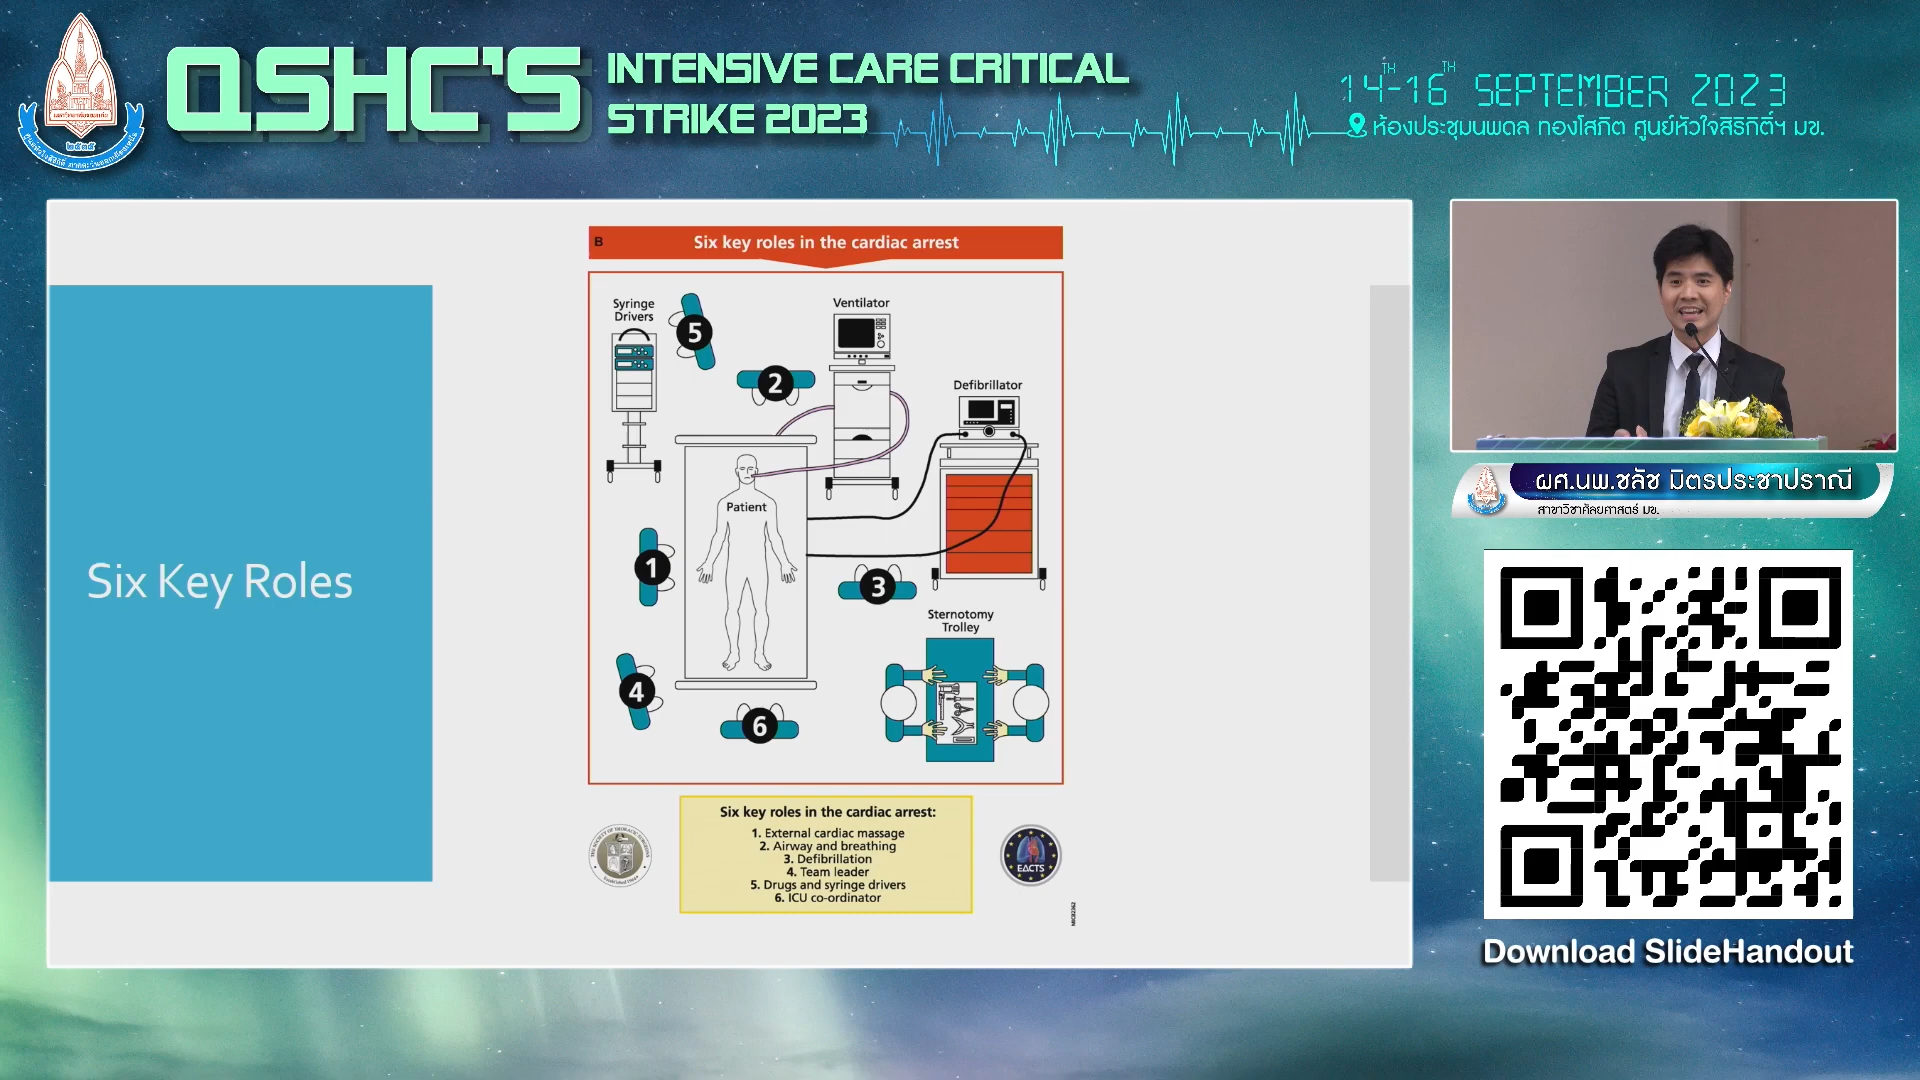 QSHC'S
INTENSIVE CARE CRITICAL
STRIKE 2023
14TH-16TH SEPTEMBER 2023
ห้องประชุมนพดล ทองโสภิต ศูนย์หัวใจสิริกิติ์ฯ มข.
Six Key Roles
B
Six key roles in the cardiac arrest
Syringe
Drivers
5
Ventilator
2
Defibrillator
Patient
1
3
Sternotomy
Trolley
4
6
Six key roles in the cardiac arrest:
1. External cardiac massage
2. Airway and breathing
3. Defibrillation
4. Team leader
5. Drugs and syringe drivers
6. ICU co-ordinator
EACTS
ผศ.นพ.ชลัช มิตรประชาปราณี
สาขาวิชาศัลยศาสตร์ มข.
Download SlideHandout